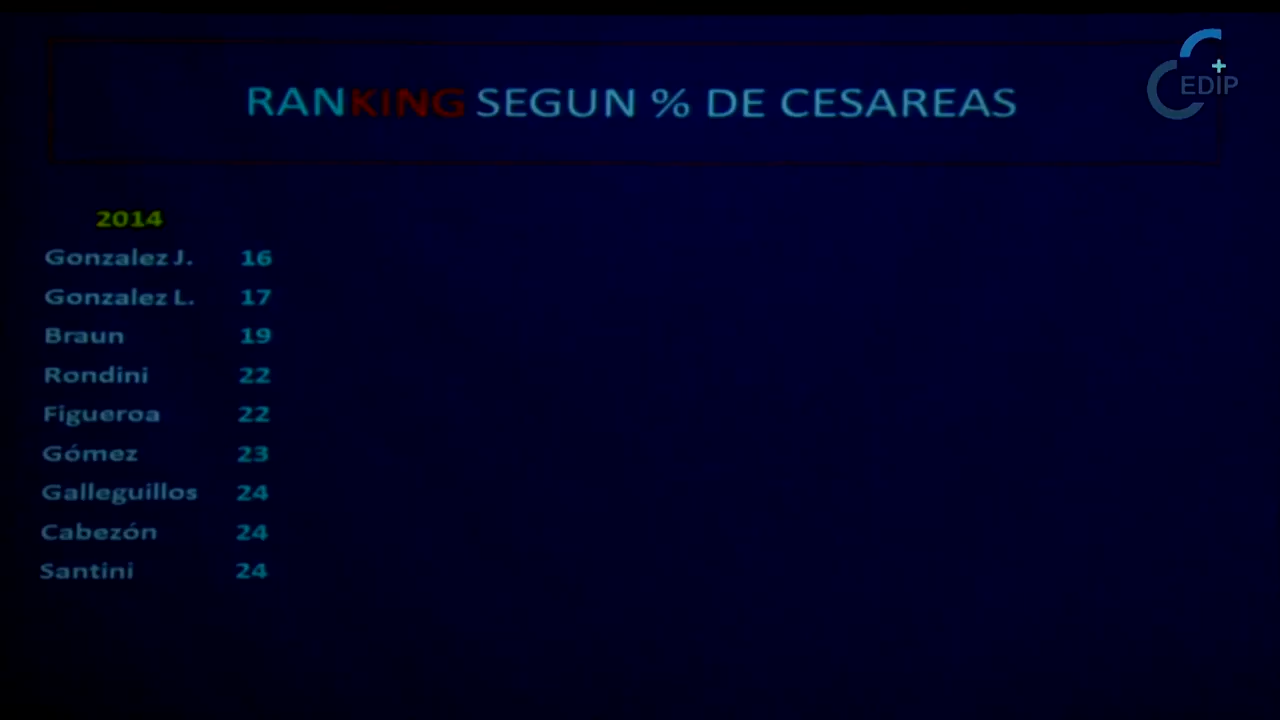 RANKING SEGUN % DE CESAREAS
CEDIP
2014
Gonzalez J. 16
Gonzalez L. 17
Braun 19
Rondini 22
Figueroa 22
Gómez 23
Galleguillos 24
Cabezón 24
Santini 24